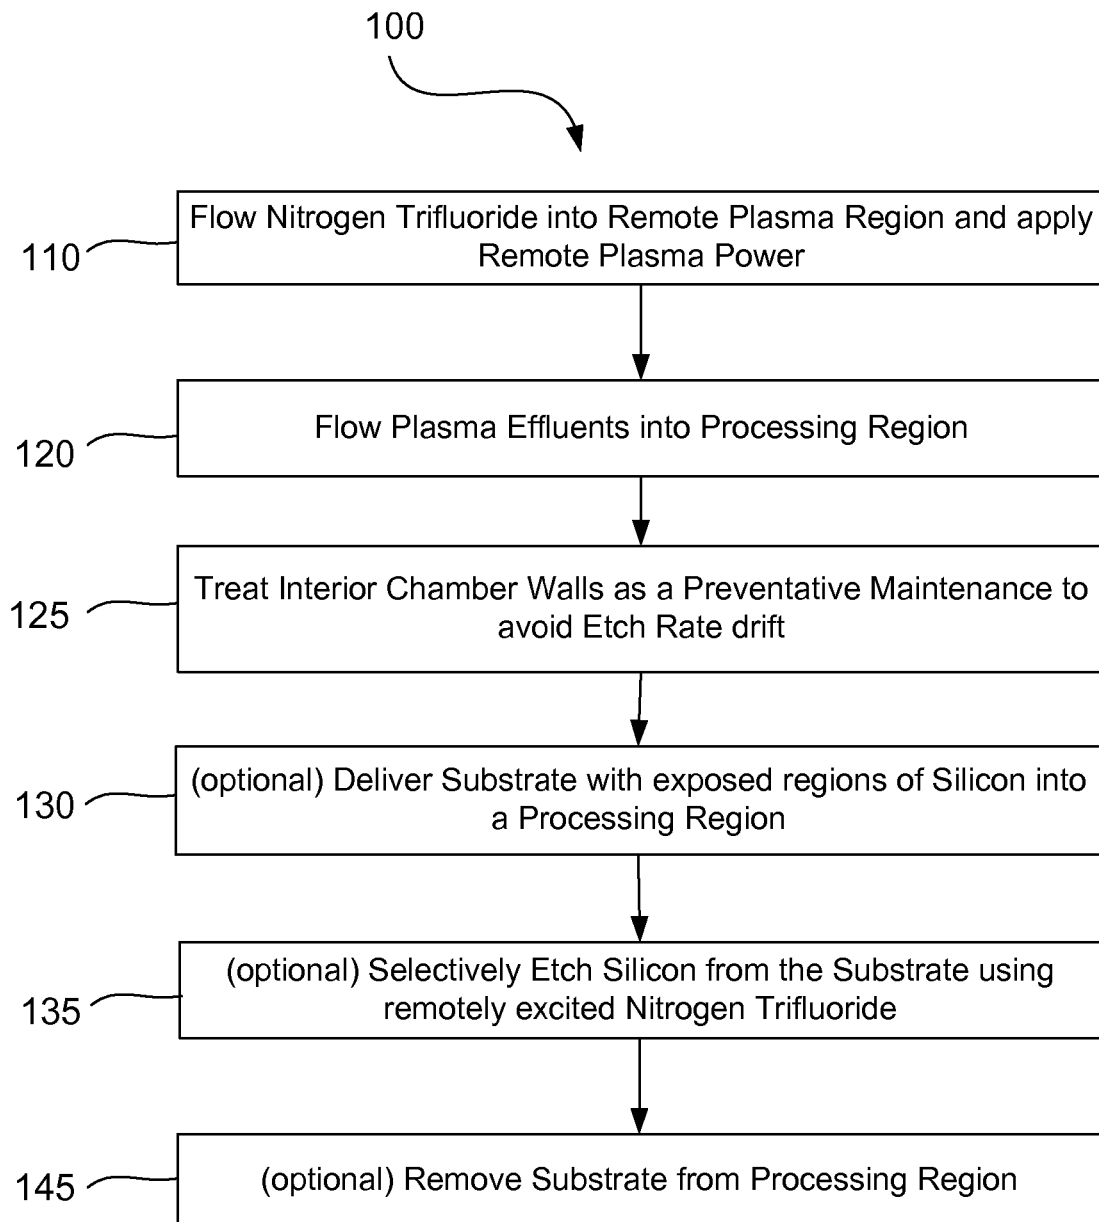 100
110
Flow Nitrogen Trifluoride into Remote Plasma Region and apply
Remote Plasma Power
120
Flow Plasma Effluents into Processing Region
125
Treat Interior Chamber Walls as a Preventative Maintenance to
avoid Etch Rate drift
130
(optional) Deliver Substrate with exposed regions of Silicon into
a Processing Region
135
(optional) Selectively Etch Silicon from the Substrate using
remotely excited Nitrogen Trifluoride
145
(optional) Remove Substrate from Processing Region